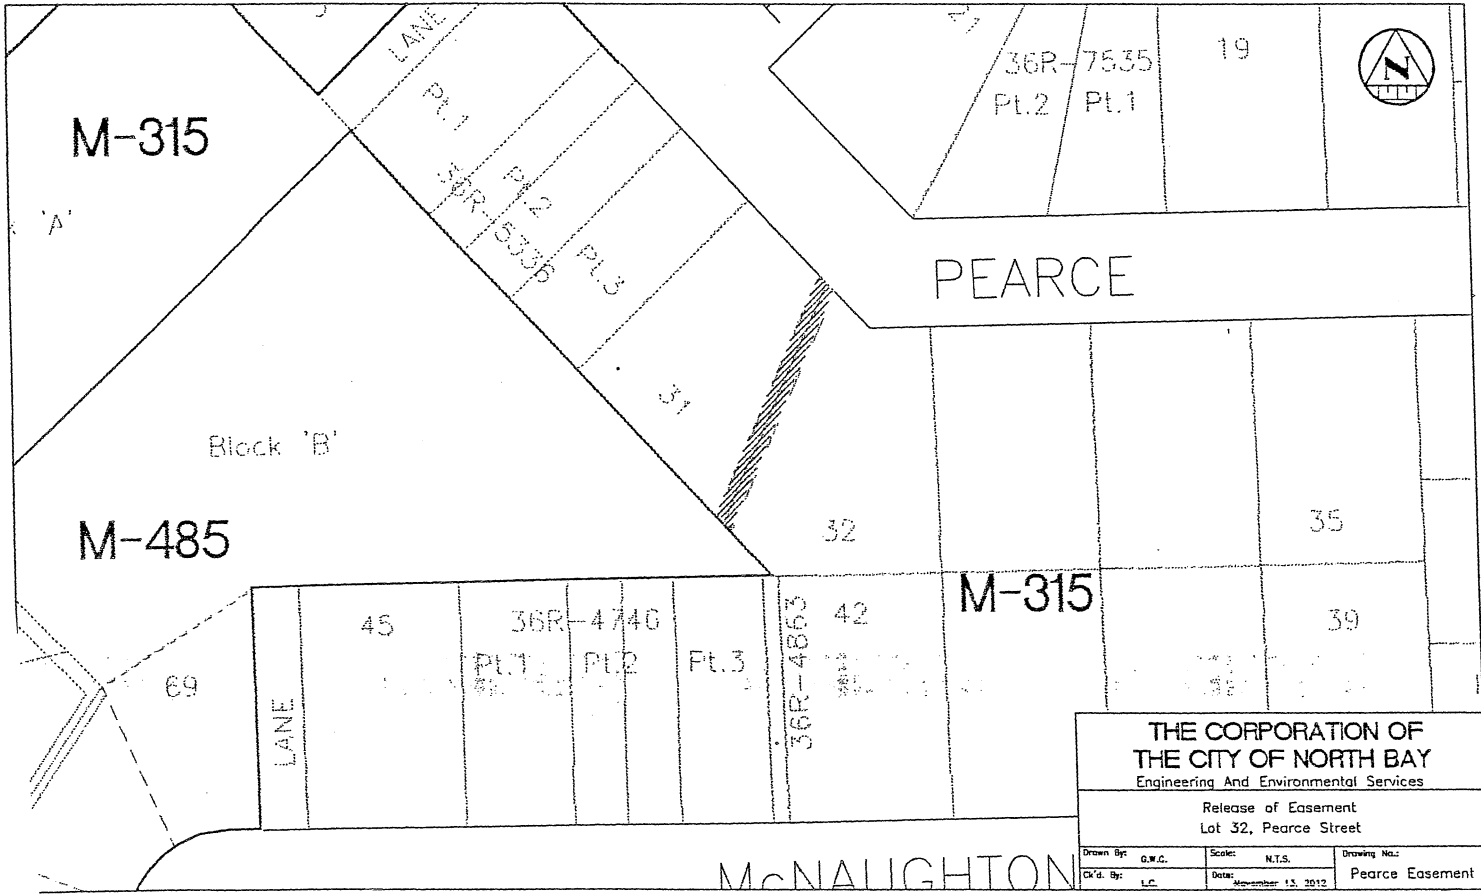 LANE
21
36R-7535
Pt.2
Pt.1
19
N
M-315
'A'
Pt.1
Pt.2
36R-5336
Pt.3
PEARCE
31
Block 'B'
M-485
32
35
M-315
45
36R-4740
Pt.1
Pt.2
Pt.3
36R-4863
42
39
69
LANE
McNAUGHTON
THE CORPORATION OF
THE CITY OF NORTH BAY
Engineering And Environmental Services
Release of Easement
Lot 32, Pearce Street
Drawn By: G.W.C.
Scale: N.T.S.
Drawing No.:
Ck'd. By: L.C.
Date: November 13, 2012
Pearce Easement